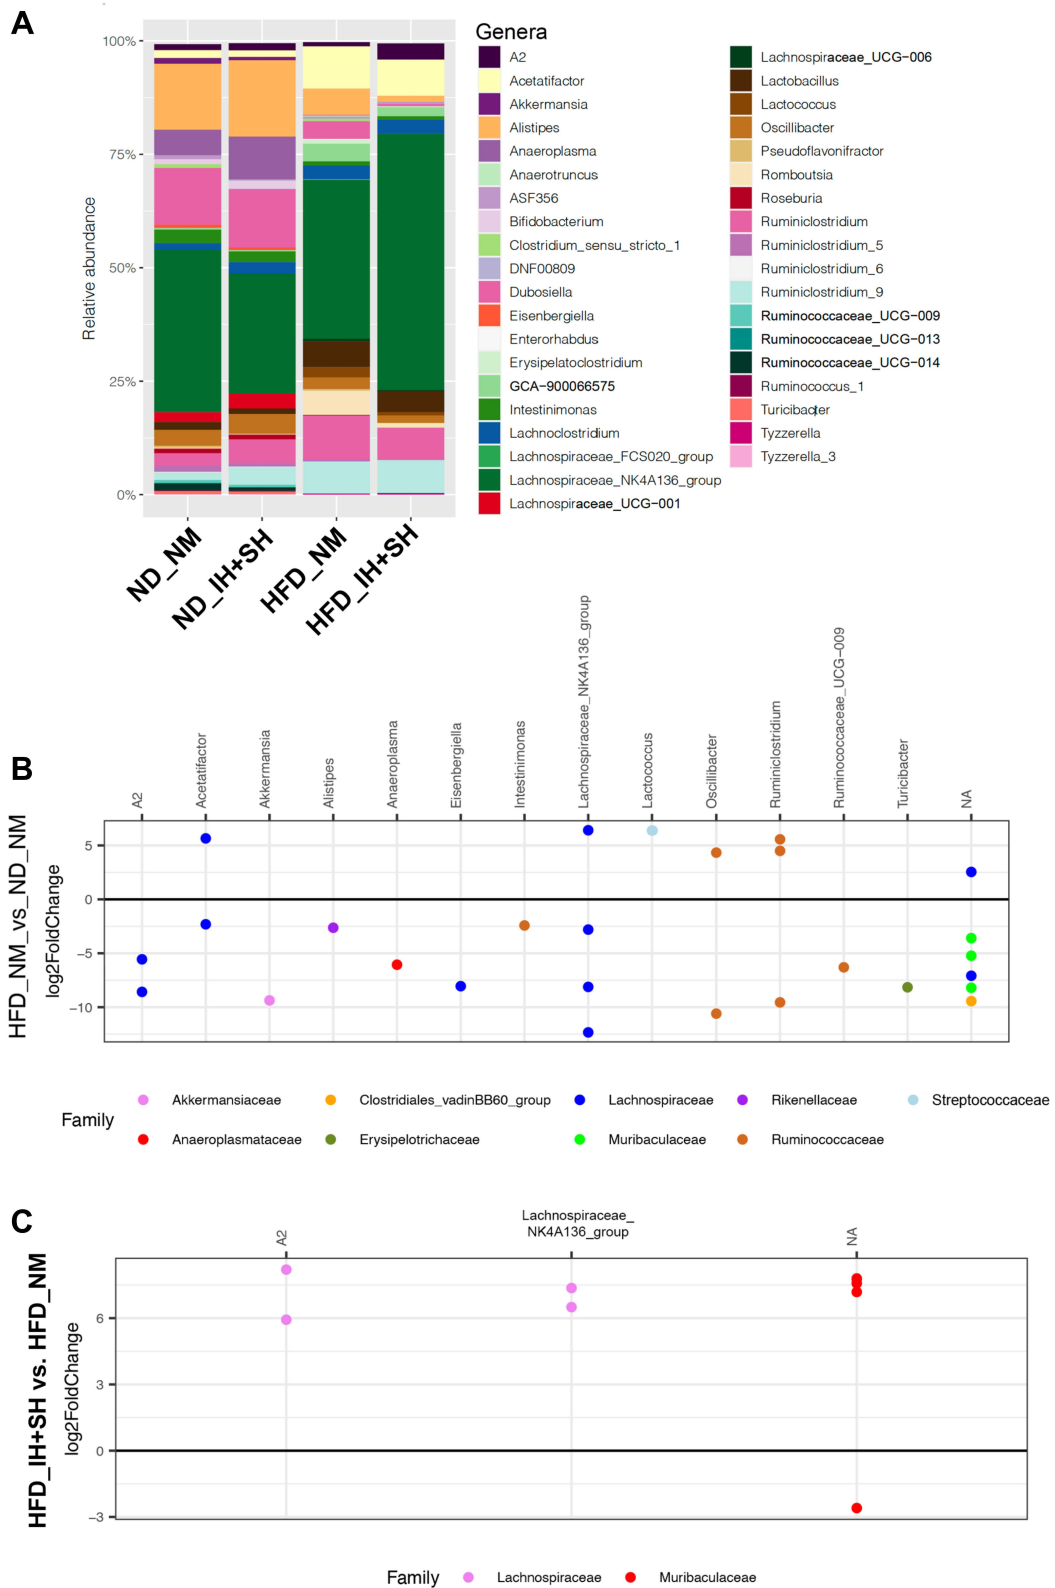 A
Genera
100%
75%
50%
25%
0%
Relative abundance
ND_NM
ND_IH+SH
HFD_NM
HFD_IH+SH
A2
Acetatifactor
Akkermansia
Alistipes
Anaeroplasma
Anaerotruncus
ASF356
Bifidobacterium
Clostridium_sensu_stricto_1
DNF00809
Dubosiella
Eisenbergiella
Enterorhabdus
Erysipelatoclostridium
GCA-900066575
Intestinimonas
Lachnoclostridium
Lachnospiraceae_FCS020_group
Lachnospiraceae_NK4A136_group
Lachnospiraceae_UCG-001
Lachnospiraceae_UCG-006
Lactobacillus
Lactococcus
Oscillibacter
Pseudoflavonifractor
Romboutsia
Roseburia
Ruminiclostridium
Ruminiclostridium_5
Ruminiclostridium_6
Ruminiclostridium_9
Ruminococcaceae_UCG-009
Ruminococcaceae_UCG-013
Ruminococcaceae_UCG-014
Ruminococcus_1
Turicibacter
Tyzzerella
Tyzzerella_3
B
A2
Acetatifactor
Akkermansia
Alistipes
Anaeroplasma
Eisenbergiella
Intestinimonas
Lachnospiraceae_NK4A136_group
Lactococcus
Oscillibacter
Ruminiclostridium
Ruminococcaceae_UCG-009
Turicibacter
NA
HFD_NM_vs_ND_NM
log2FoldChange
5
0
-5
-10
Family
Akkermansiaceae
Clostridiales_vadinBB60_group
Lachnospiraceae
Rikenellaceae
Streptococcaceae
Anaeroplasmataceae
Erysipelotrichaceae
Muribaculaceae
Ruminococcaceae
C
A2
Lachnospiraceae_
NK4A136_group
NA
HFD_IH+SH vs. HFD_NM
log2FoldChange
6
3
0
-3
Family
Lachnospiraceae
Muribaculaceae